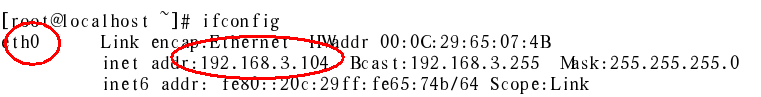 [root@localhost ~]# ifconfig
eth0 Link encap:Ethernet HWaddr 00:0C:29:65:07:4B
inet addr:192.168.3.104 Bcast:192.168.3.255 Mask:255.255.255.0
inet6 addr: fe80::20c:29ff:fe65:74b/64 Scope:Link